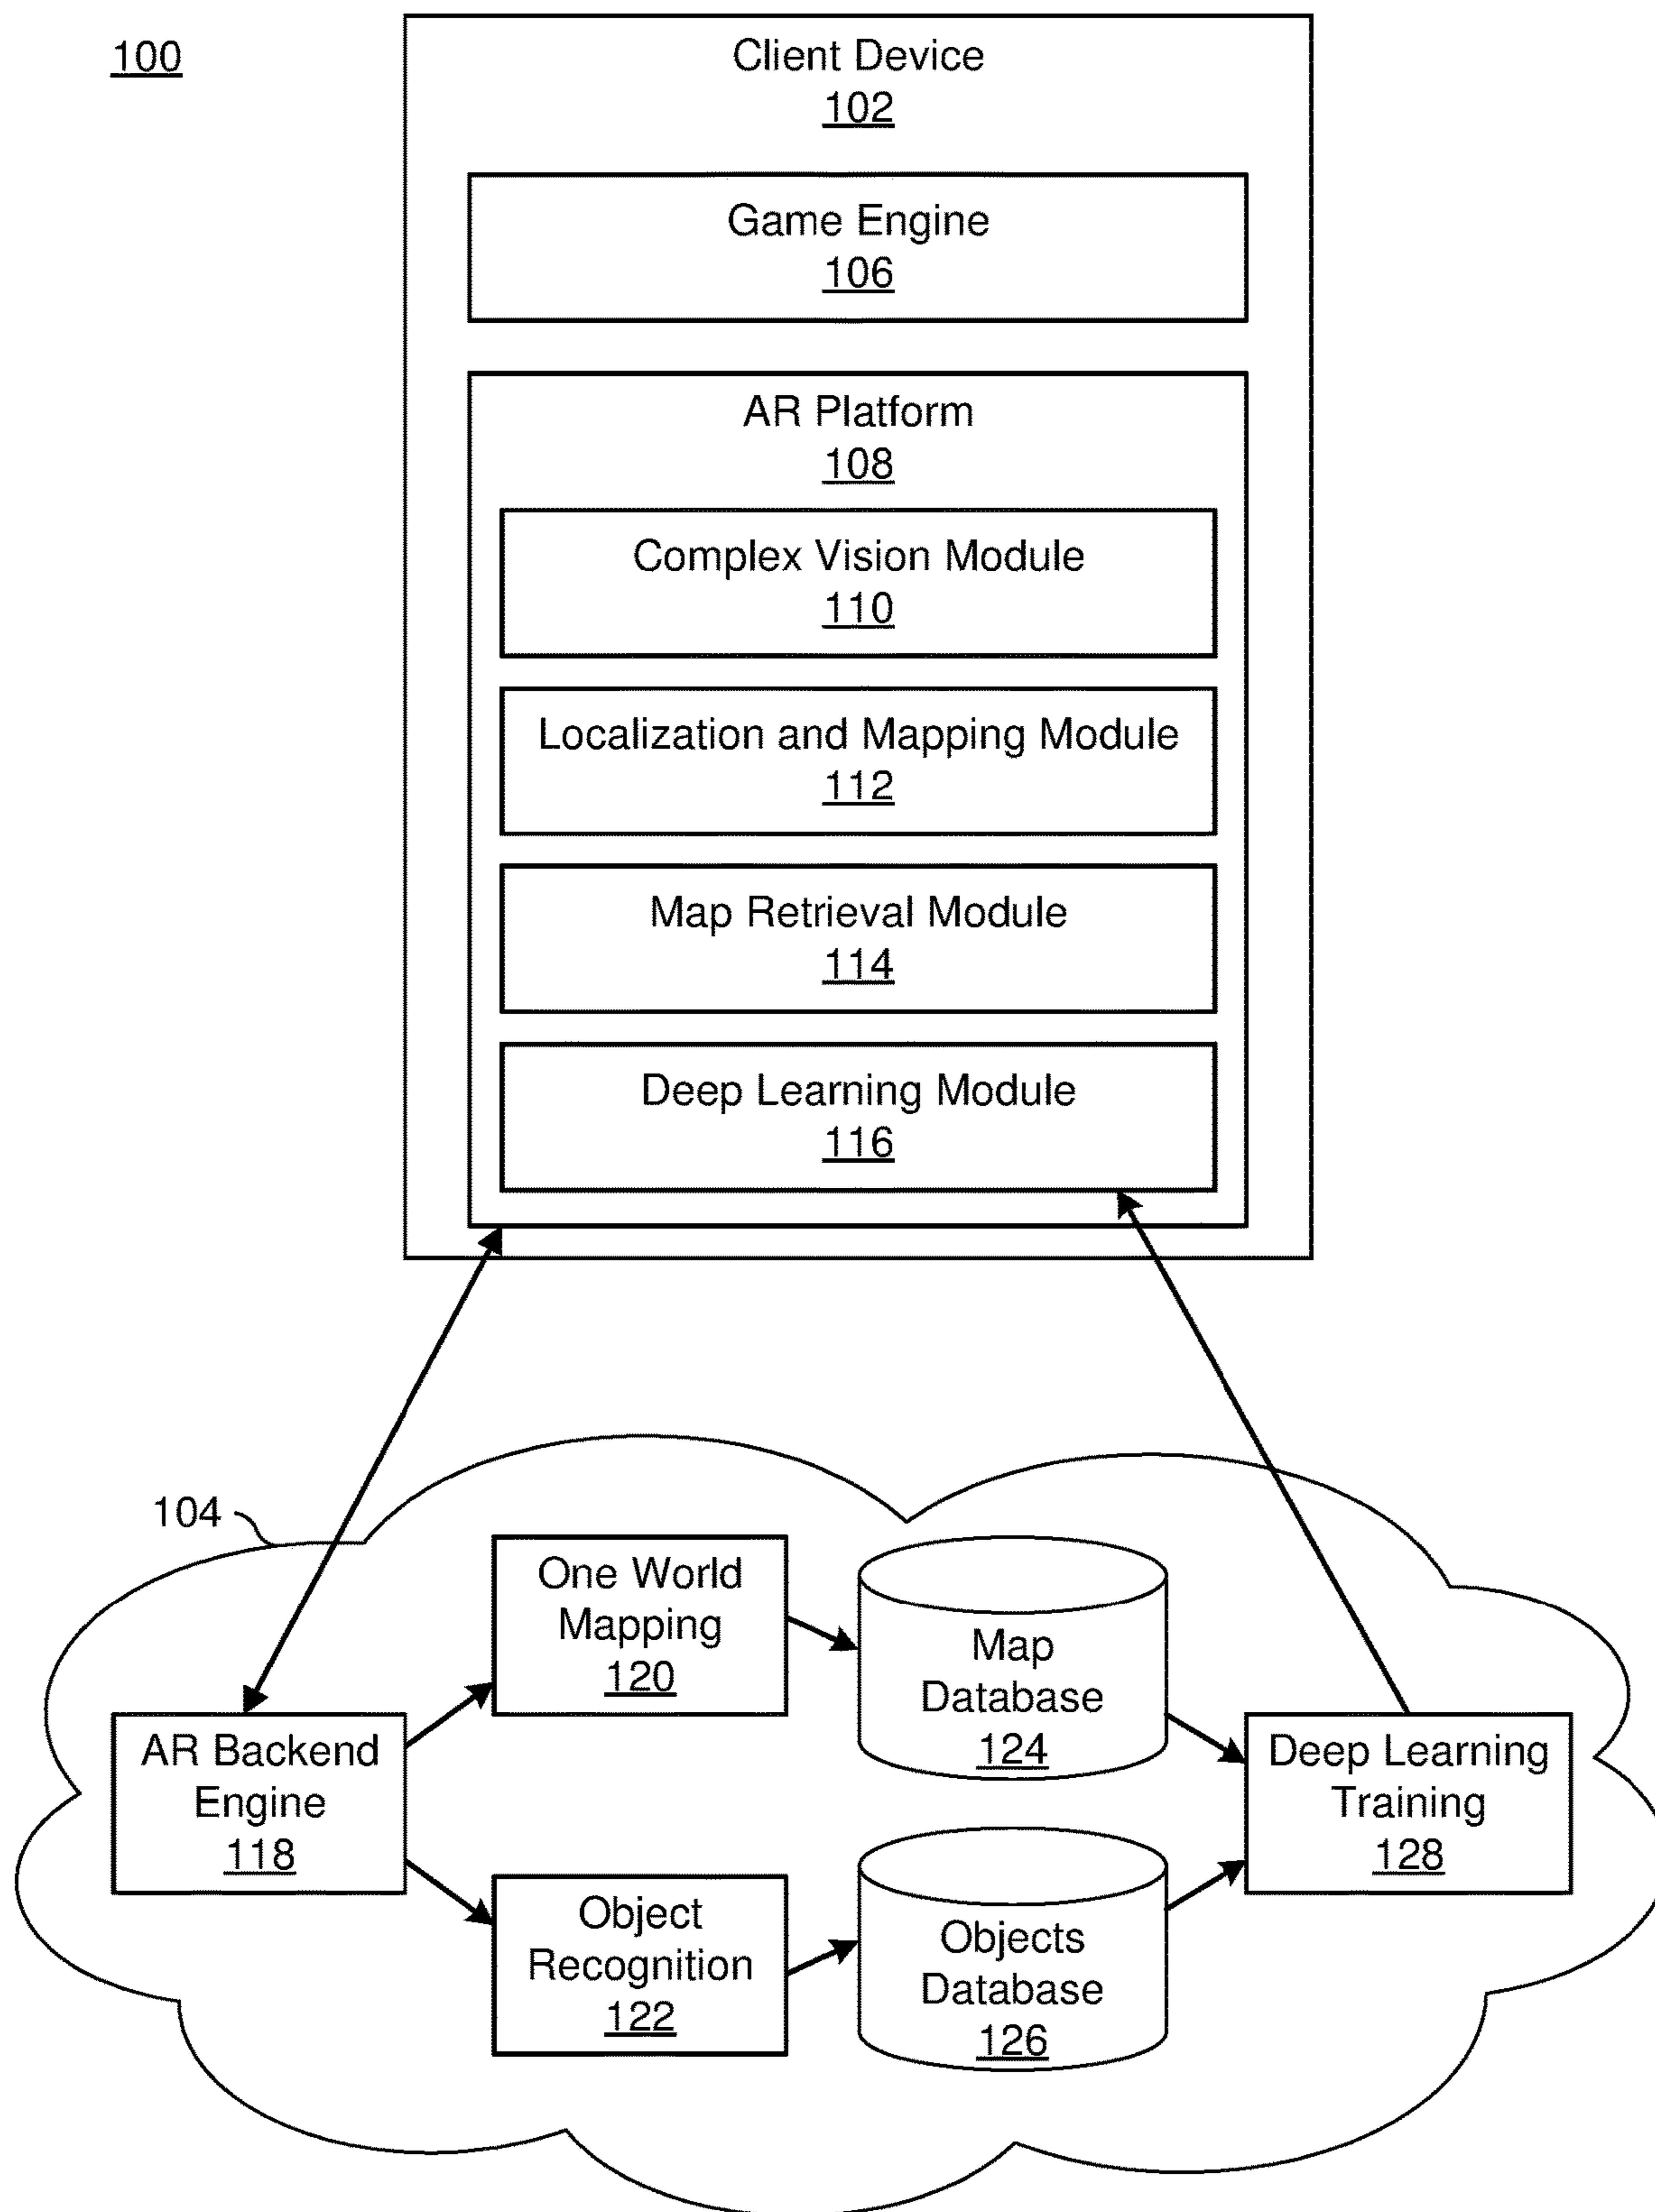 100
Client Device
102
Game Engine
106
AR Platform
108
Complex Vision Module
110
Localization and Mapping Module
112
Map Retrieval Module
114
Deep Learning Module
116
104
One World
Mapping
120
Map
Database
124
AR Backend
Engine
118
Deep Learning
Training
128
Object
Recognition
122
Objects
Database
126